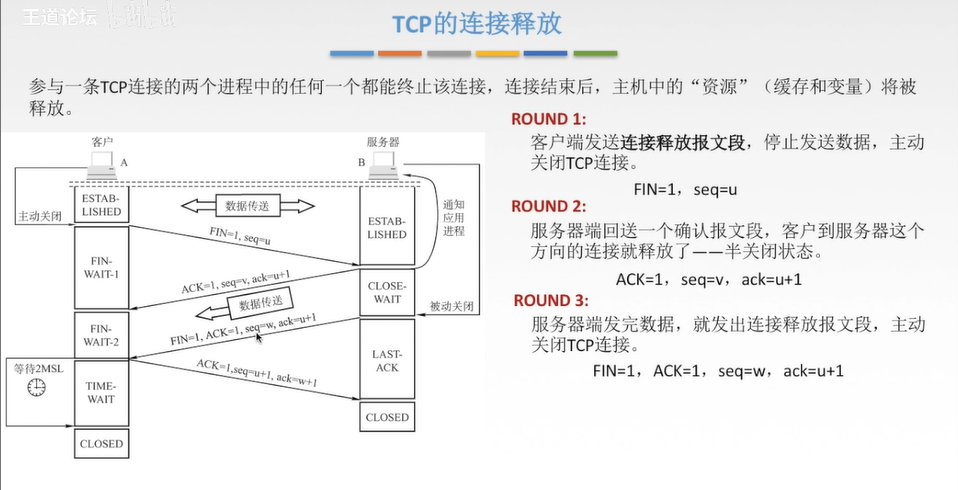 王道论坛
TCP的连接释放
参与一条TCP连接的两个进程中的任何一个都能终止该连接，连接结束后，主机中的“资源”（缓存和变量）将被
释放。
客户
A
服务器
B
主动关闭
ESTAB-
LISHED
数据传送
ESTAB-
LISHED
通知
应用
进程
FIN=1, seq=u
FIN-
WAIT-1
ACK=1, seq=v, ack=u+1
CLOSE-
WAIT
数据传送
被动关闭
FIN-
WAIT-2
FIN=1, ACK=1, seq=w, ack=u+1
LAST-
ACK
等待2MSL
TIME-
WAIT
ACK=1,seq=u+1, ack=w+1
CLOSED
CLOSED
ROUND 1:
客户端发送连接释放报文段，停止发送数据，主动
关闭TCP连接。
FIN=1，seq=u
ROUND 2:
服务器端回送一个确认报文段，客户到服务器这个
方向的连接就释放了——半关闭状态。
ACK=1，seq=v，ack=u+1
ROUND 3:
服务器端发完数据，就发出连接释放报文段，主动
关闭TCP连接。
FIN=1，ACK=1，seq=w，ack=u+1